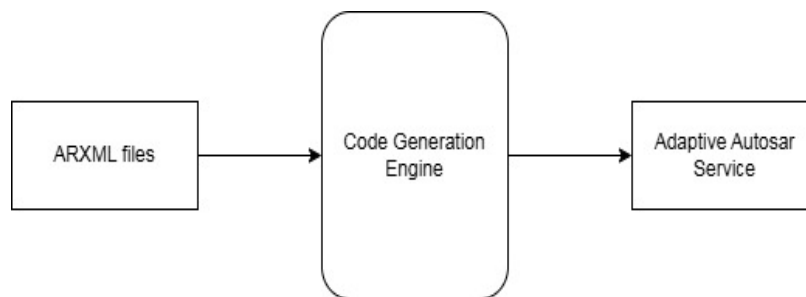 ARXML files
Code Generation
Engine
Adaptive Autosar
Service